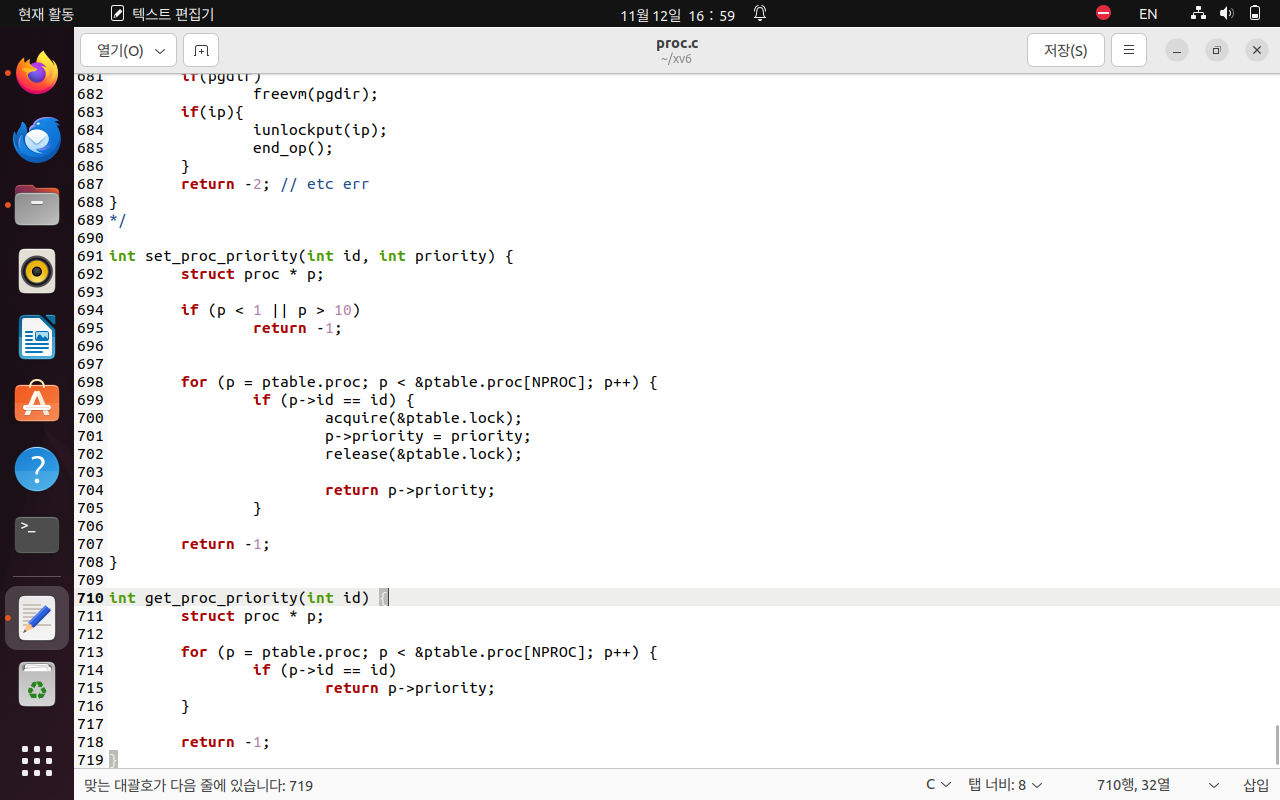 현재 활동
텍스트 편집기
11월 12일 16 : 59
EN
열기(O)
proc.c
~/xv6
저장(S)
681 if(pgdir)
682 freevm(pgdir);
683 if(ip){
684 iunlockput(ip);
685 end_op();
686 }
687 return -2; // etc err
688 }
689 */
690
691 int set_proc_priority(int id, int priority) {
692 struct proc * p;
693
694 if (p < 1 || p > 10)
695 return -1;
696
697
698 for (p = ptable.proc; p < &ptable.proc[NPROC]; p++) {
699 if (p->id == id) {
700 acquire(&ptable.lock);
701 p->priority = priority;
702 release(&ptable.lock);
703
704 return p->priority;
705 }
706
707 return -1;
708 }
709
710 int get_proc_priority(int id) {
711 struct proc * p;
712
713 for (p = ptable.proc; p < &ptable.proc[NPROC]; p++) {
714 if (p->id == id)
715 return p->priority;
716 }
717
718 return -1;
719 }
맞는 대괄호가 다음 줄에 있습니다: 719
C
탭 너비: 8
710행, 32열
삽입